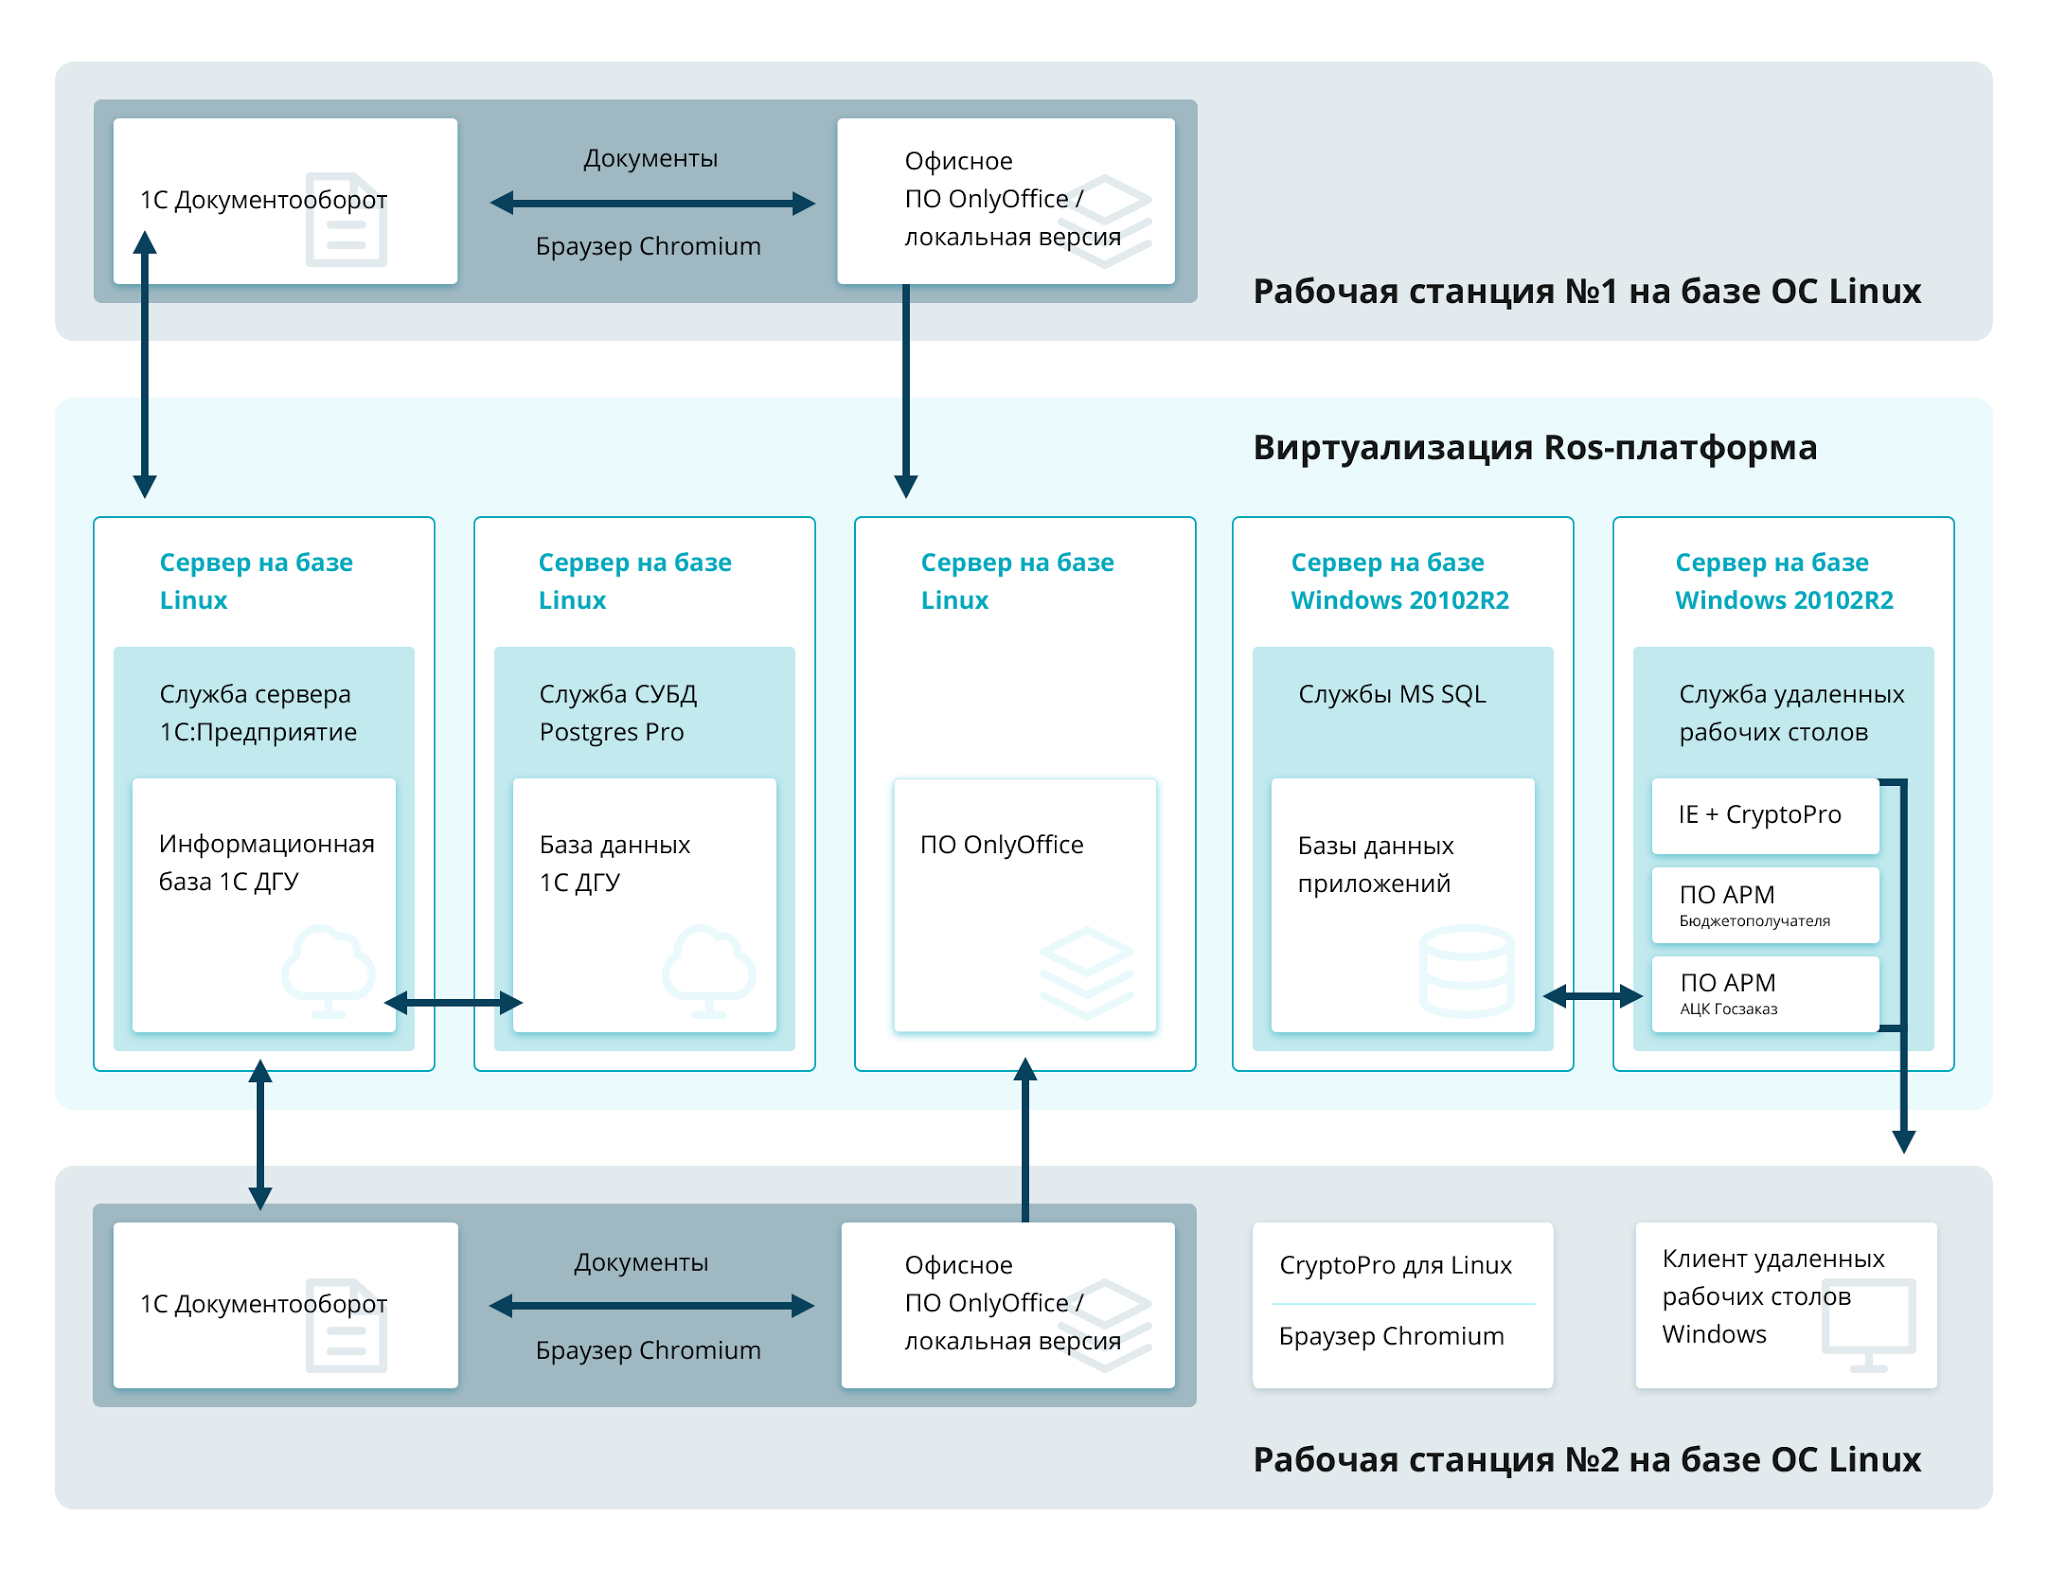 1С Документооборот
Документы
Браузер Chromium
Офисное
ПО OnlyOffice /
локальная версия
Рабочая станция №1 на базе ОС Linux
Виртуализация Ros-платформа
Сервер на базе
Linux
Служба сервера
1С:Предприятие
Информационная
база 1С ДГУ
Сервер на базе
Linux
Служба СУБД
Postgres Pro
База данных
1С ДГУ
Сервер на базе
Linux
ПО OnlyOffice
Сервер на базе
Windows 20102R2
Службы MS SQL
Базы данных
приложений
Сервер на базе
Windows 20102R2
Служба удаленных
рабочих столов
IE + CryptoPro
ПО АРМ
Бюджетополучателя
ПО АРМ
АЦК Госзаказ
1С Документооборот
Документы
Браузер Chromium
Офисное
ПО OnlyOffice /
локальная версия
CryptoPro для Linux
Браузер Chromium
Клиент удаленных
рабочих столов
Windows
Рабочая станция №2 на базе ОС Linux